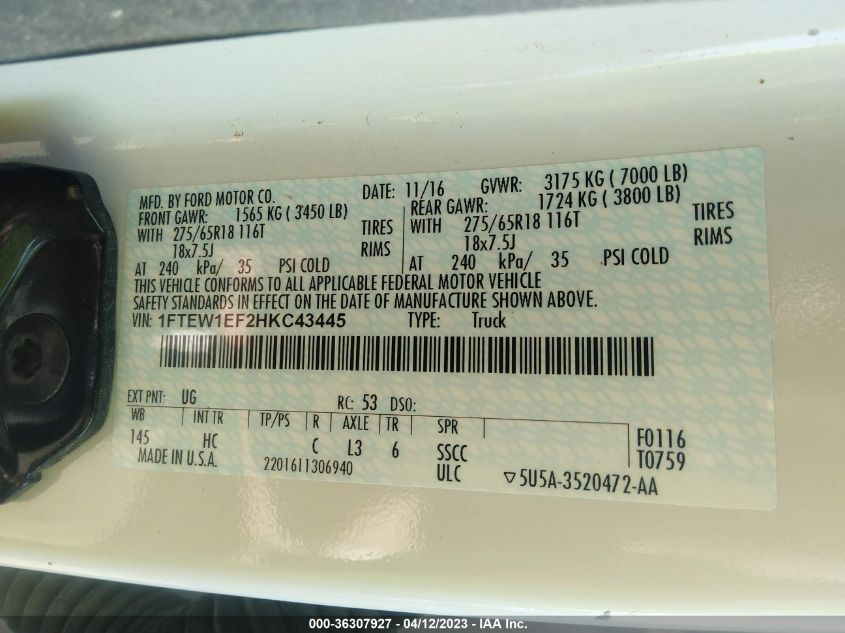 MFD. BY FORD MOTOR CO. DATE: 11/16 GVWR: 3175 KG ( 7000 LB)
FRONT GAWR: 1565 KG ( 3450 LB) REAR GAWR: 1724 KG ( 3800 LB)
WITH 275/65R18 116T TIRES WITH 275/65R18 116T TIRES
18x7.5J RIMS 18x7.5J RIMS
AT 240 kPa/ 35 PSI COLD AT 240 kPa/ 35 PSI COLD
THIS VEHICLE CONFORMS TO ALL APPLICABLE FEDERAL MOTOR VEHICLE
SAFETY STANDARDS IN EFFECT ON THE DATE OF MANUFACTURE SHOWN ABOVE.
VIN: 1FTEW1EF2HKC43445 TYPE: Truck
EXT PNT: UG RC: 53 DSO:
WB INT TR TP/PS R AXLE TR SPR
145 HC C L3 6 SSCC F0116
MADE IN U.S.A. 2201611306940 ULC T0759
▽5U5A-3520472-AA
000-36307927 - 04/12/2023 - IAA Inc.